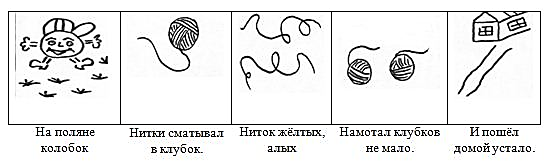 На поляне
колобок
Нитки сматывал
в клубок.
Ниток жёлтых,
алых
Намотал клубков
не мало.
И пошёл
домой устало.